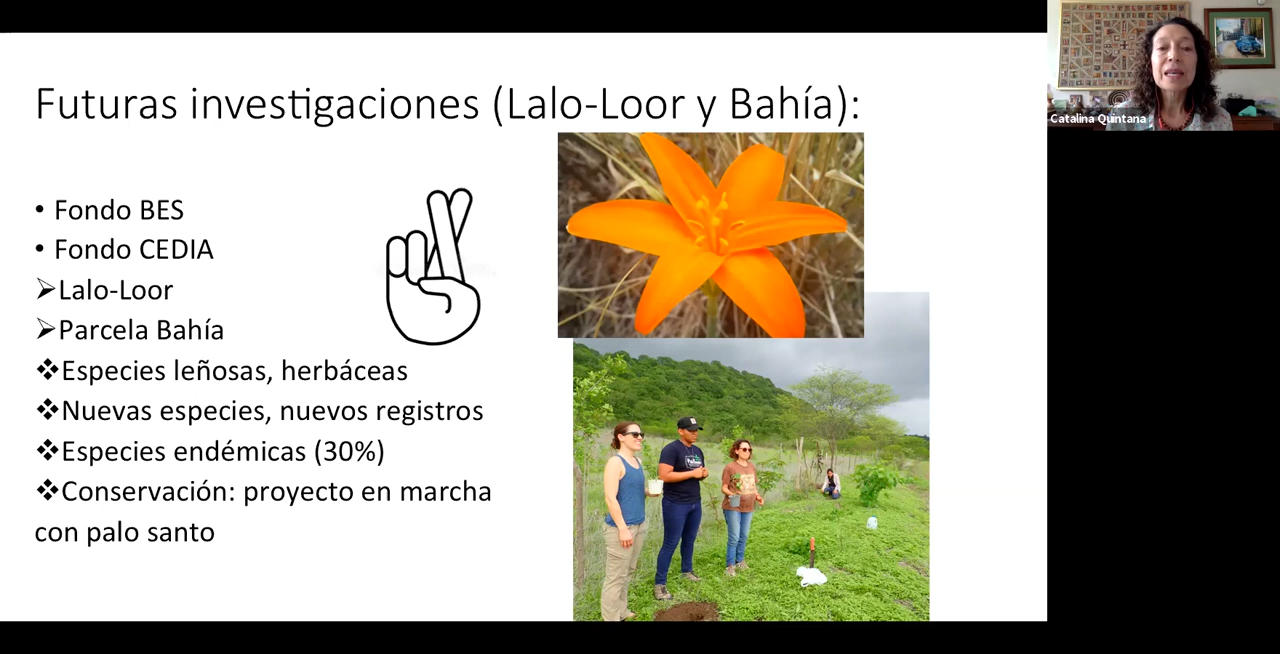 Futuras investigaciones (Lalo-Loor y Bahía):
• Fondo BES
• Fondo CEDIA
➢Lalo-Loor
➢Parcela Bahía
❖Especies leñosas, herbáceas
❖Nuevas especies, nuevos registros
❖Especies endémicas (30%)
❖Conservación: proyecto en marcha
con palo santo
Catalina Quintana